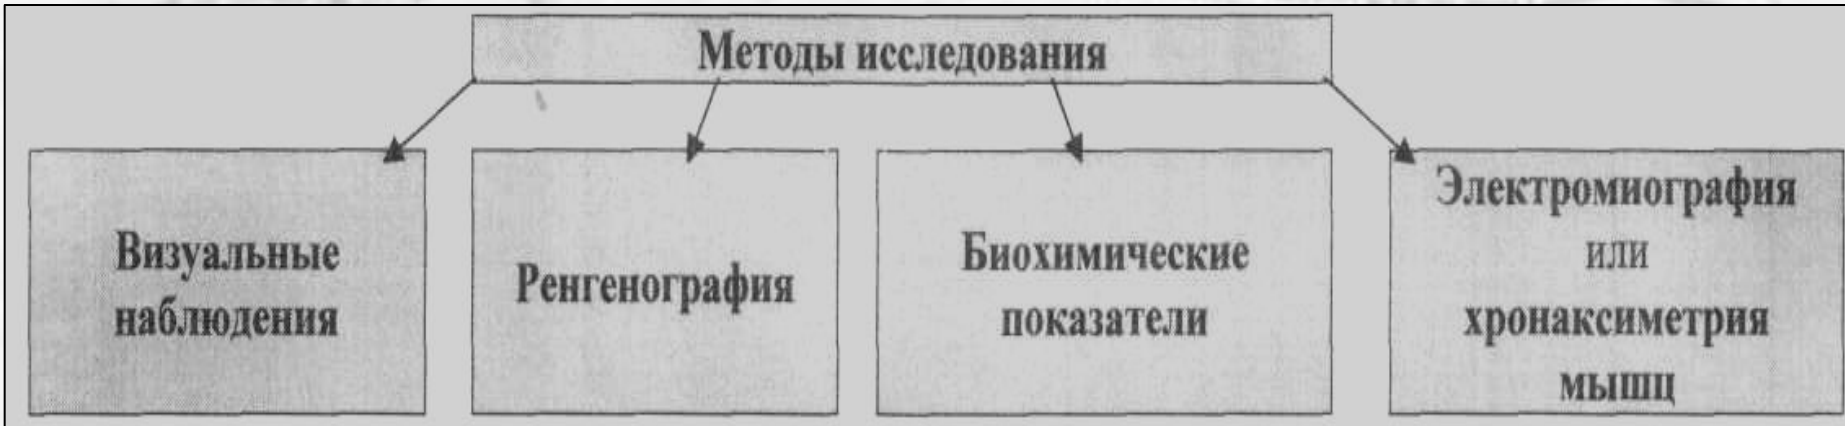 Методы исследования
Визуальные
наблюдения
Ренгенография
Биохимические
показатели
Электромиография
или
хронаксиметрия
мышц